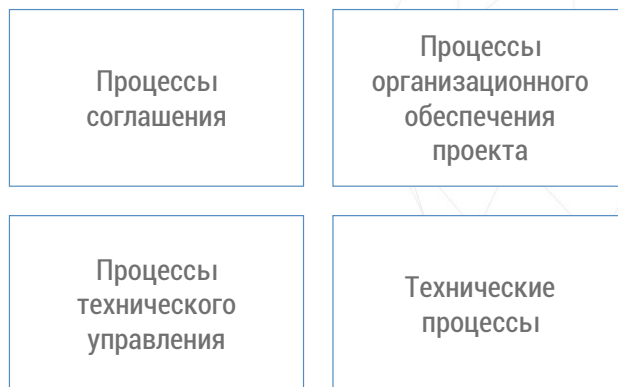 Процессы
соглашения
Процессы
организационного
обеспечения
проекта
Процессы
технического
управления
Технические
процессы